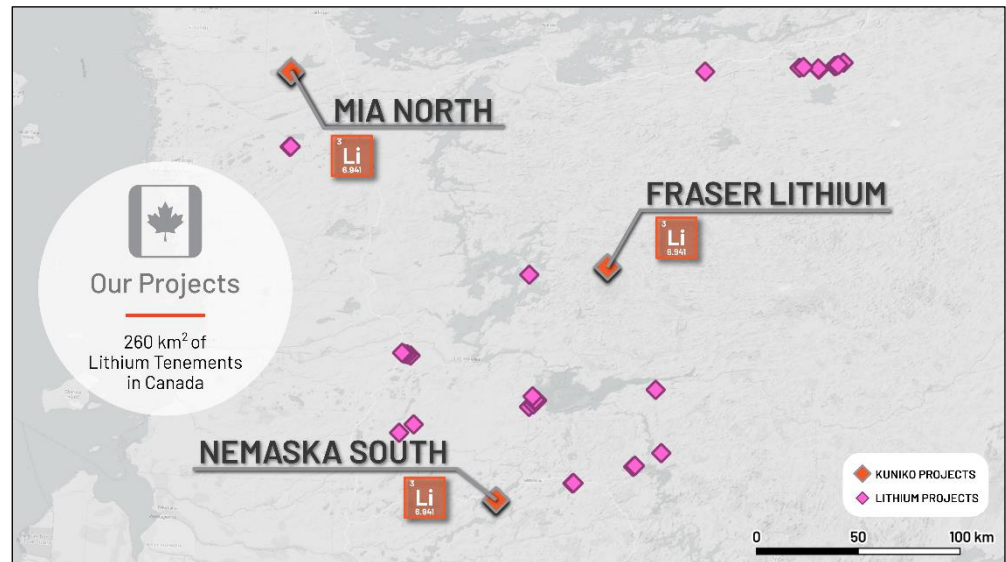 MIA NORTH
3
Li
6.941
FRASER LITHIUM
3
Li
6.941
Our Projects
260 km² of
Lithium Tenements
in Canada
NEMASKA SOUTH
3
Li
6.941
KUNIKO PROJECTS
LITHIUM PROJECTS
0 50 100 km